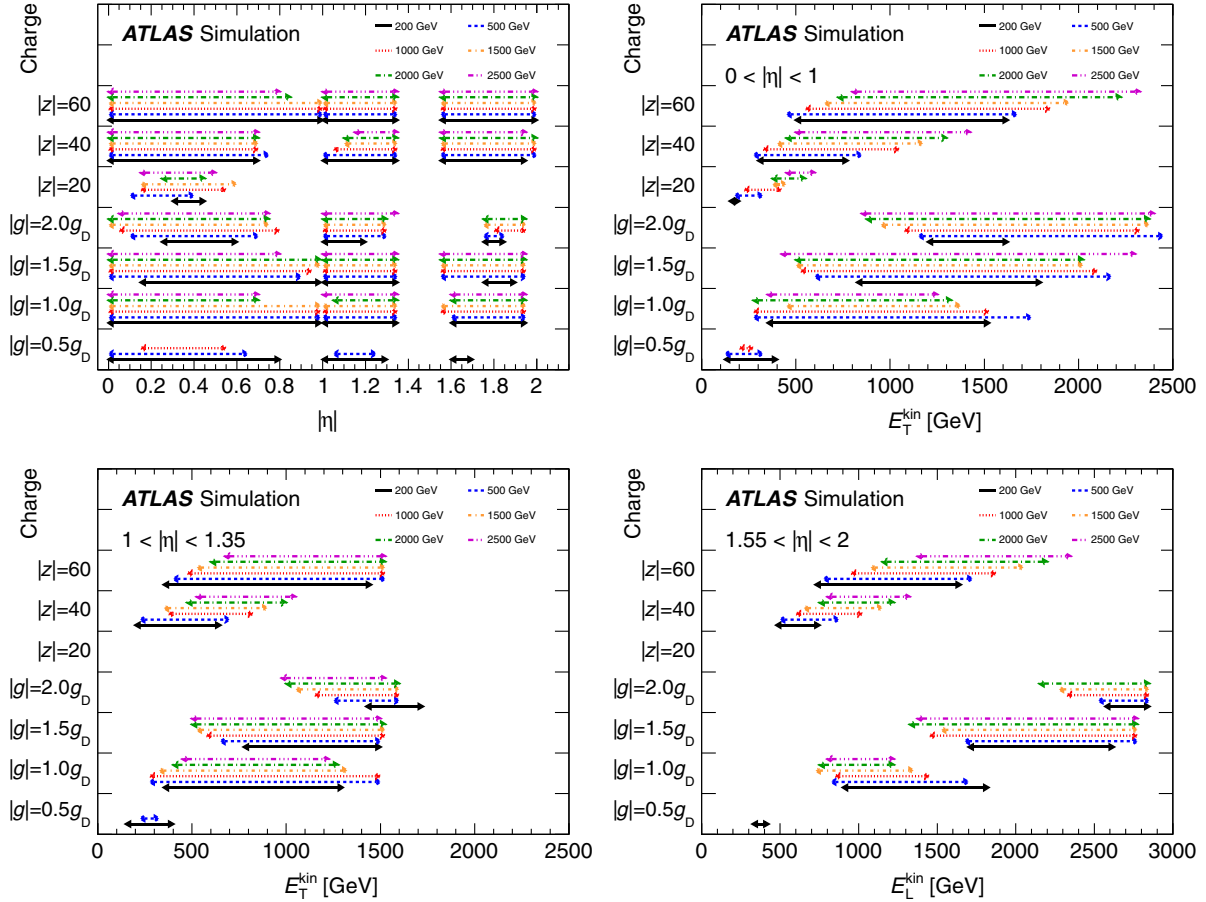 Charge
ATLAS Simulation
200 GeV
500 GeV
1000 GeV
1500 GeV
2000 GeV
2500 GeV
|z|=60
|z|=40
|z|=20
|g|=2.0g_D
|g|=1.5g_D
|g|=1.0g_D
|g|=0.5g_D
0 0.2 0.4 0.6 0.8 1 1.2 1.4 1.6 1.8 2
|η|
Charge
ATLAS Simulation
200 GeV
500 GeV
1000 GeV
1500 GeV
2000 GeV
2500 GeV
0 < |η| < 1
|z|=60
|z|=40
|z|=20
|g|=2.0g_D
|g|=1.5g_D
|g|=1.0g_D
|g|=0.5g_D
0 500 1000 1500 2000 2500
E_T^kin [GeV]
Charge
ATLAS Simulation
200 GeV
500 GeV
1000 GeV
1500 GeV
2000 GeV
2500 GeV
1 < |η| < 1.35
|z|=60
|z|=40
|z|=20
|g|=2.0g_D
|g|=1.5g_D
|g|=1.0g_D
|g|=0.5g_D
0 500 1000 1500 2000 2500
E_T^kin [GeV]
Charge
ATLAS Simulation
200 GeV
500 GeV
1000 GeV
1500 GeV
2000 GeV
2500 GeV
1.55 < |η| < 2
|z|=60
|z|=40
|z|=20
|g|=2.0g_D
|g|=1.5g_D
|g|=1.0g_D
|g|=0.5g_D
0 500 1000 1500 2000 2500 3000
E_L^kin [GeV]